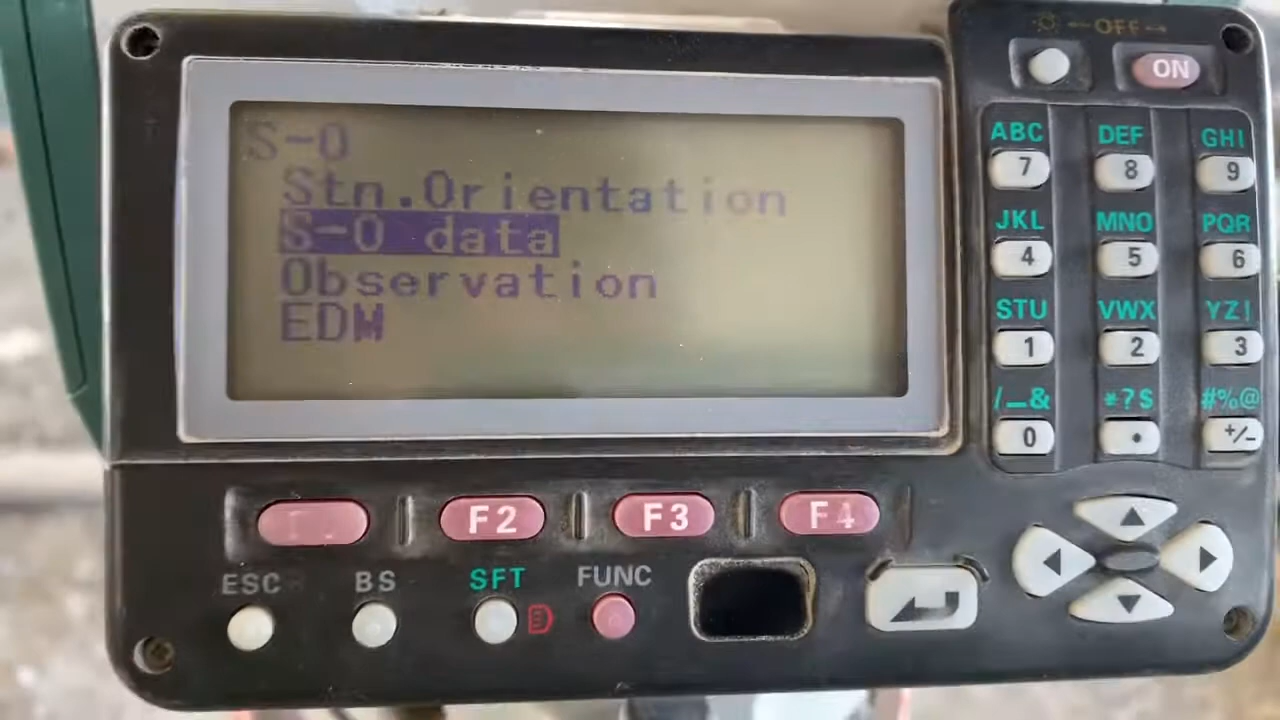 S-O
Stn.Orientation
S-O data
Observation
EDM
OFF
ON
ABC DEF GHI
7 8 9
JKL MNO PQR
4 5 6
STU VWX YZ!
1 2 3
/_& *?$ #%@
0 . +/-
F2 F3 F4
ESC BS SFT FUNC